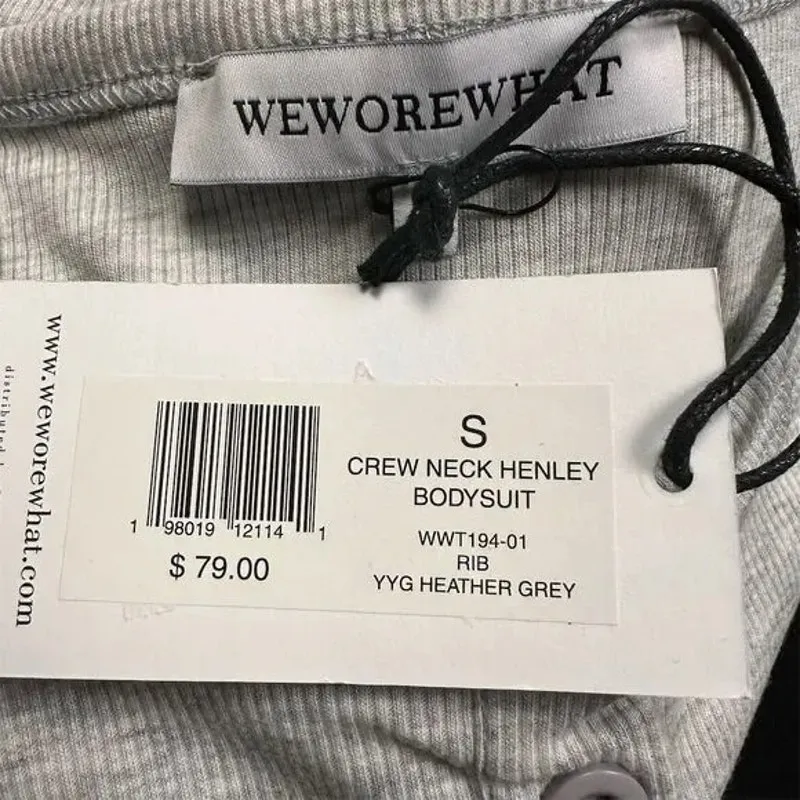 WEWOREWHAT
www.weworewhat.com
distributed
S
CREW NECK HENLEY
BODYSUIT
WWT194-01
RIB
YYG HEATHER GREY
1 98019 12114 1
$ 79.00